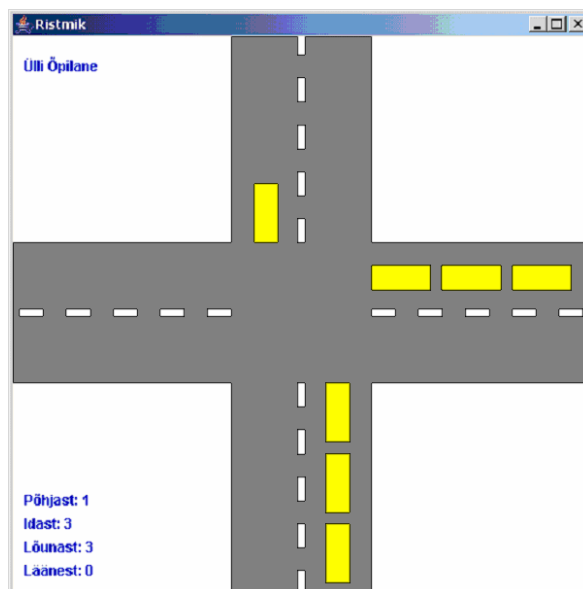 Ristmik
Ülli Õpilane
Põhjast: 1
Idast: 3
Lõunast: 3
Läänest: 0